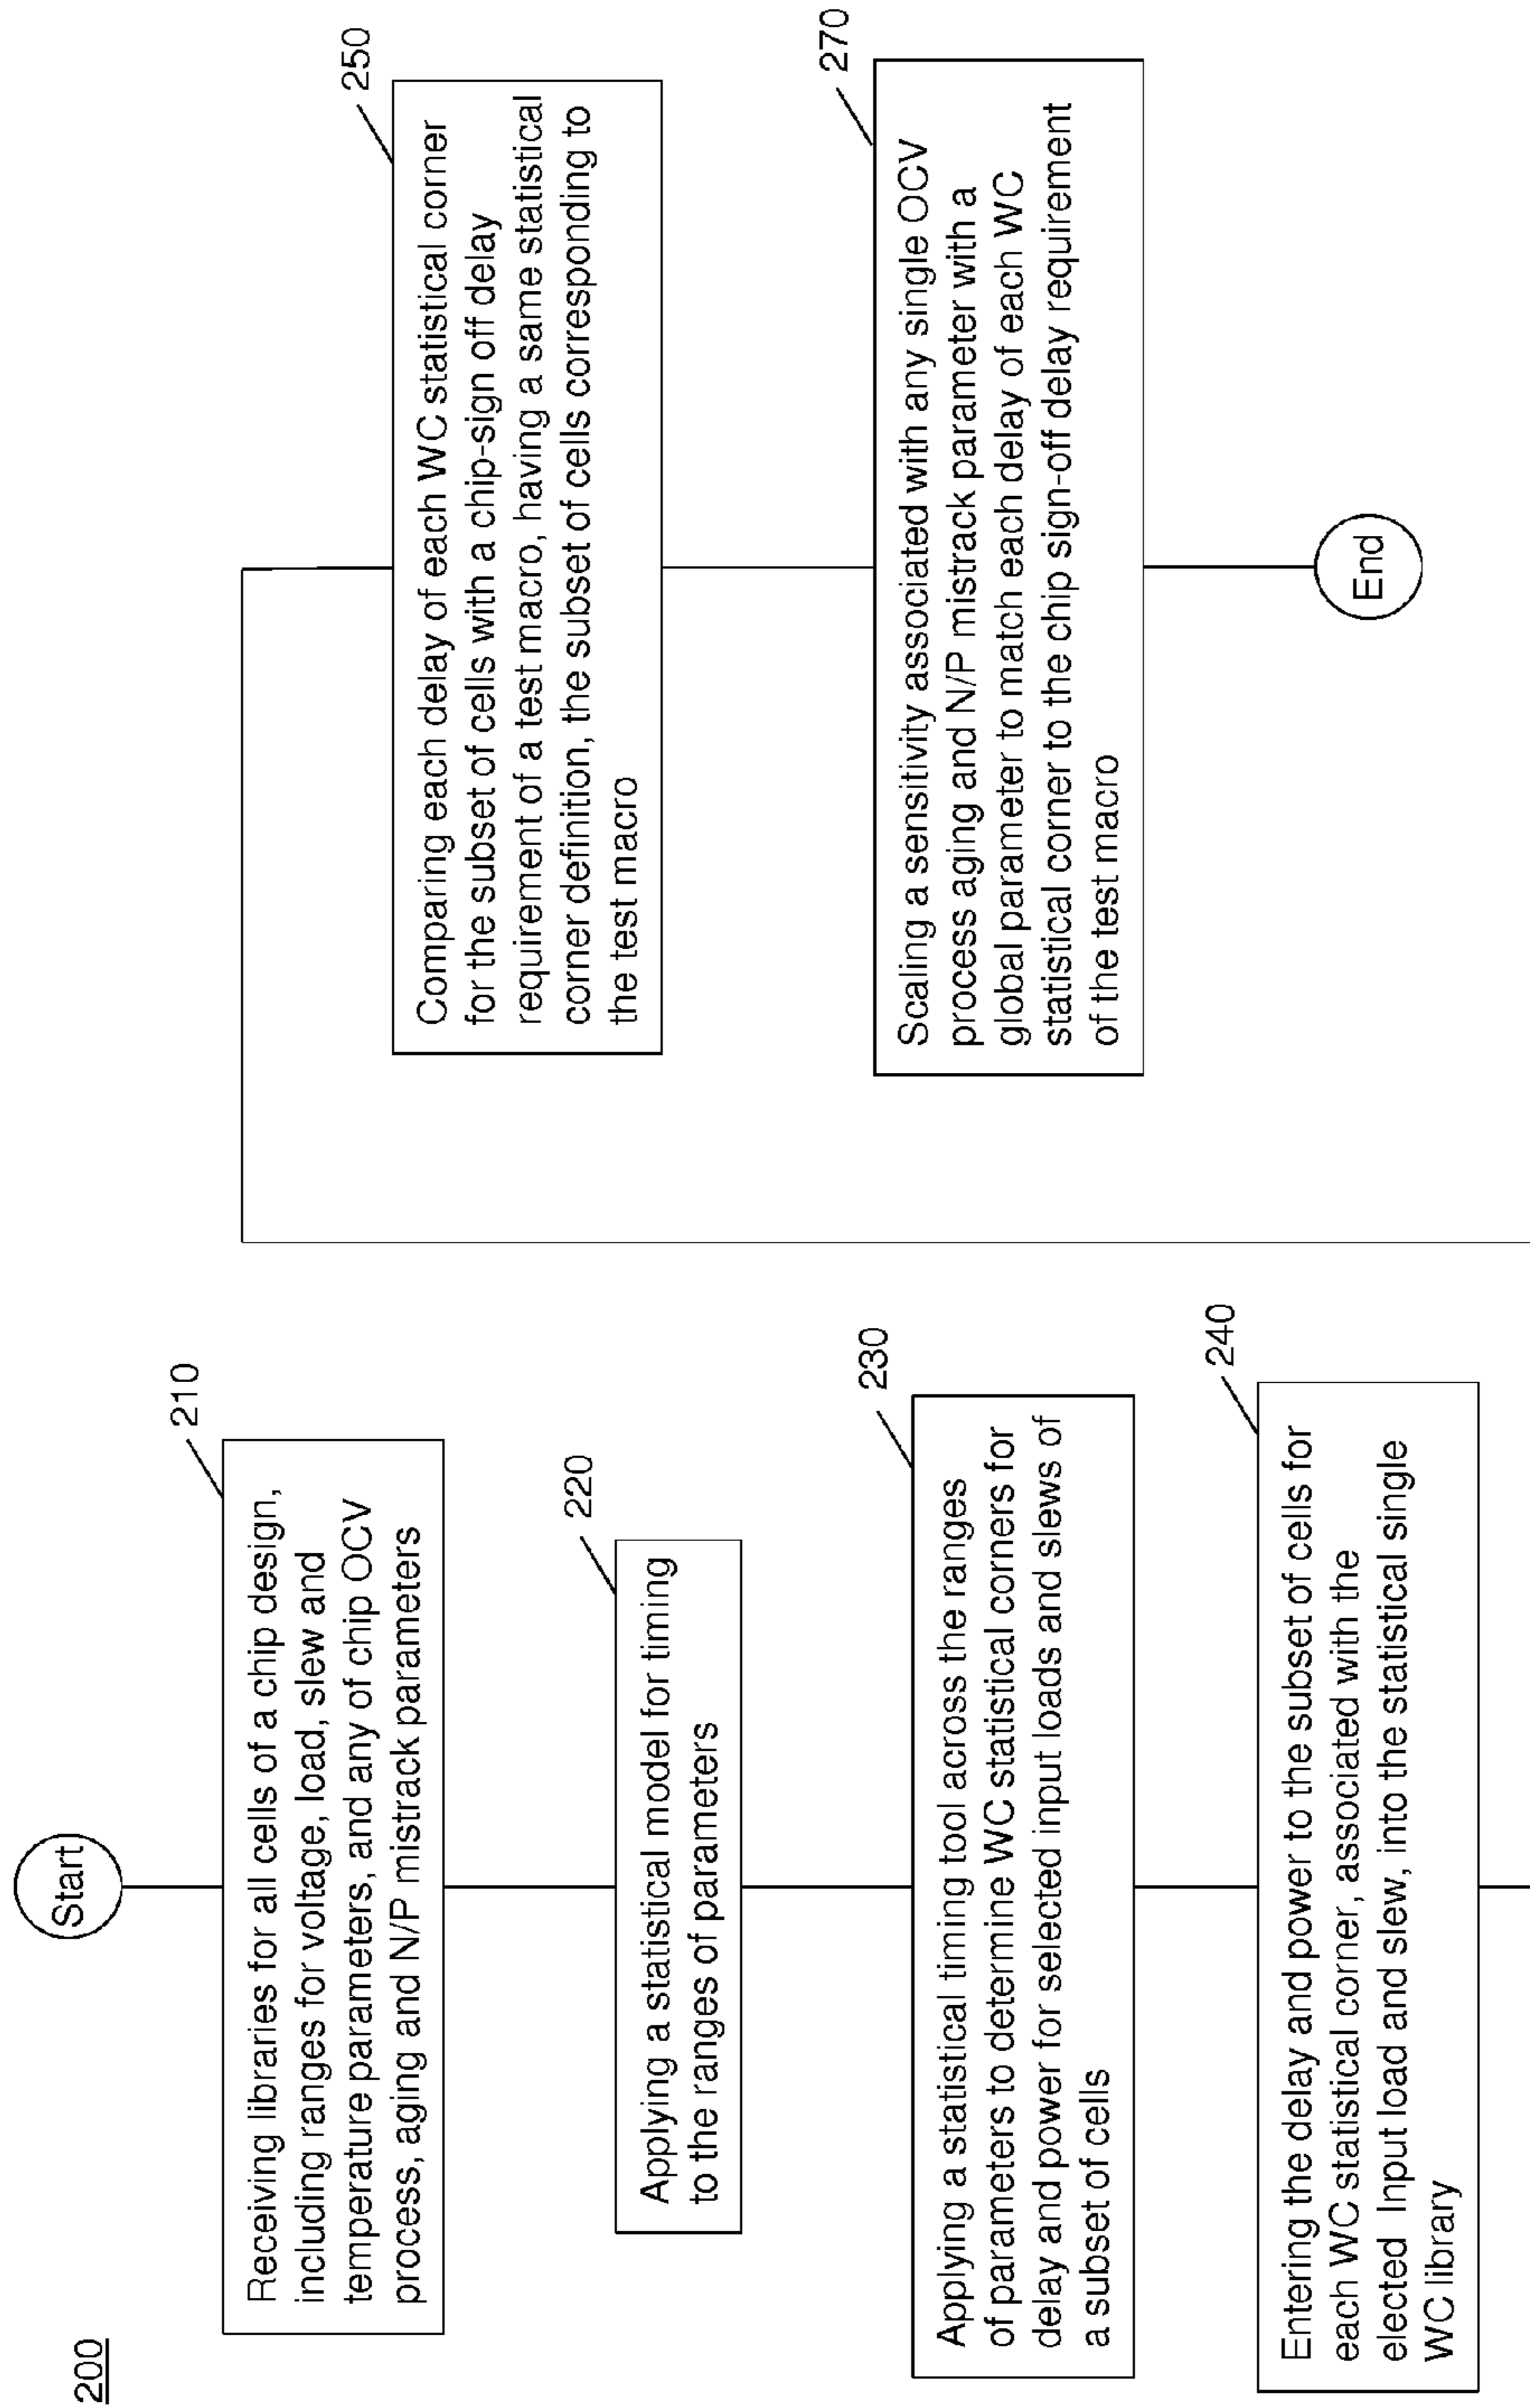 200
Start
210
Receiving libraries for all cells of a chip design,
including ranges for voltage, load, slew and
temperature parameters, and any of chip OCV
process, aging and N/P mistrack parameters
220
Applying a statistical model for timing
to the ranges of parameters
230
Applying a statistical timing tool across the ranges
of parameters to determine WC statistical corners for
delay and power for selected input loads and slews of
a subset of cells
240
Entering the delay and power to the subset of cells for
each WC statistical corner, associated with the
elected Input load and slew, into the statistical single
WC library
250
Comparing each delay of each WC statistical corner
for the subset of cells with a chip-sign off delay
requirement of a test macro, having a same statistical
corner definition, the subset of cells corresponding to
the test macro
270
Scaling a sensitivity associated with any single OCV
process aging and N/P mistrack parameter with a
global parameter to match each delay of each WC
statistical corner to the chip sign-off delay requirement
of the test macro
End